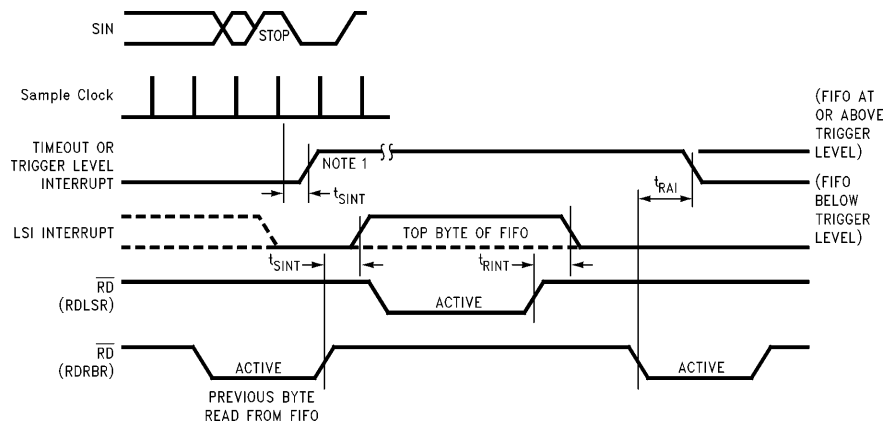 SIN
STOP
Sample Clock
(FIFO AT
OR ABOVE
TRIGGER
LEVEL)
TIMEOUT OR
TRIGGER LEVEL
INTERRUPT
NOTE 1
tSINT
tRAI
(FIFO
BELOW
TRIGGER
LEVEL)
LSI INTERRUPT
TOP BYTE OF FIFO
tSINT
tRINT
RD
(RDLSR)
ACTIVE
RD
(RDRBR)
ACTIVE
ACTIVE
PREVIOUS BYTE
READ FROM FIFO